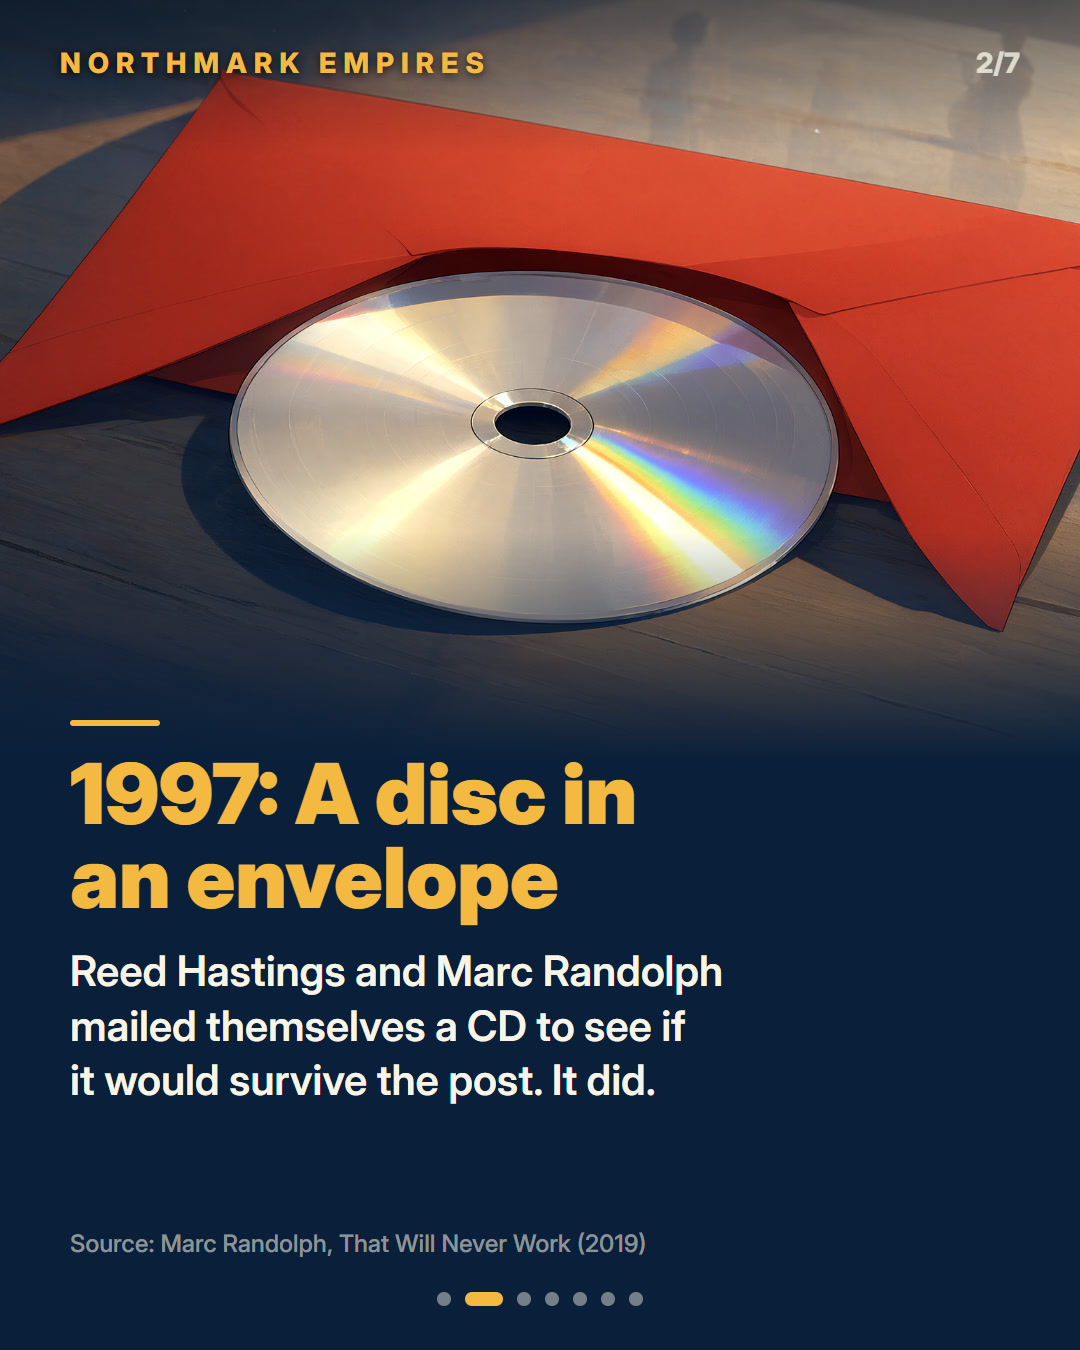 NORTHMARK EMPIRES
2/7
1997: A disc in
an envelope
Reed Hastings and Marc Randolph
mailed themselves a CD to see if
it would survive the post. It did.
Source: Marc Randolph, That Will Never Work (2019)